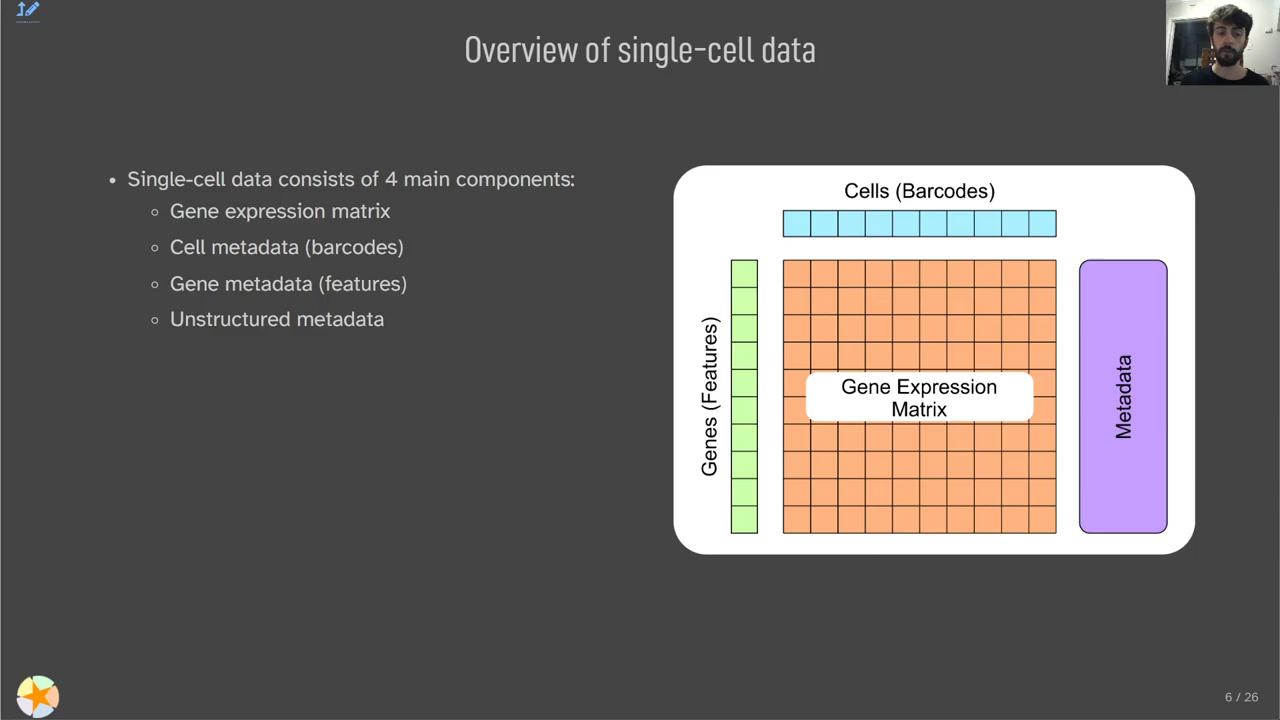 Overview of single-cell data
Single-cell data consists of 4 main components:
Gene expression matrix
Cell metadata (barcodes)
Gene metadata (features)
Unstructured metadata
Cells (Barcodes)
Genes (Features)
Gene Expression
Matrix
Metadata
6 / 26